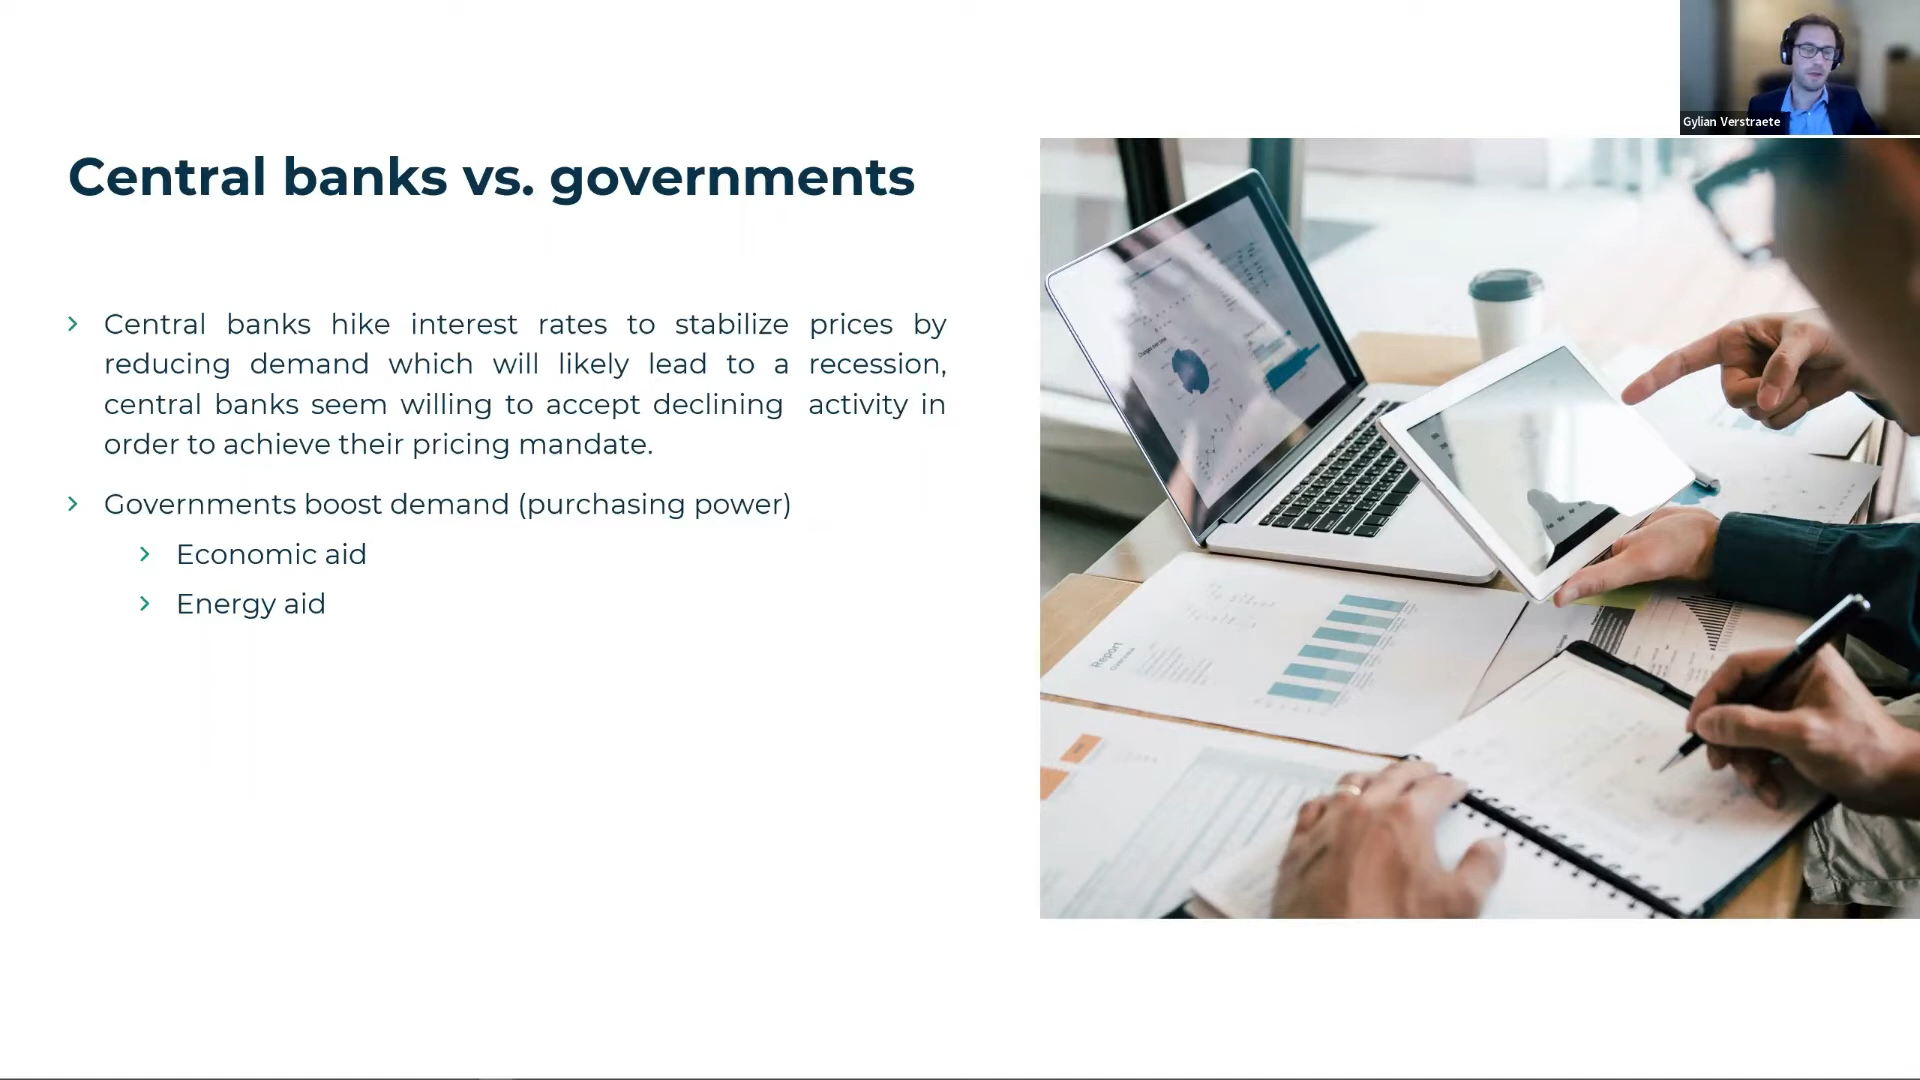 Gylian Verstraete
Central banks vs. governments
Central banks hike interest rates to stabilize prices by
reducing demand which will likely lead to a recession,
central banks seem willing to accept declining activity in
order to achieve their pricing mandate.
Governments boost demand (purchasing power)
Economic aid
Energy aid
Report
Overview